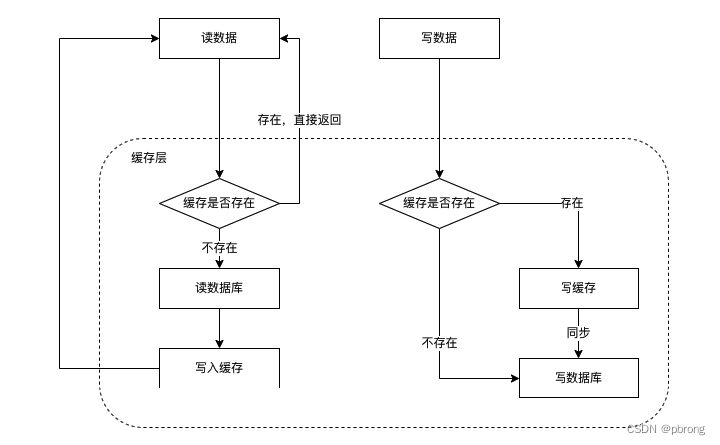 读数据
写数据
存在，直接返回
缓存层
缓存是否存在
缓存是否存在
存在
不存在
读数据库
写缓存
同步
不存在
写入缓存
写数据库
CSDN @pbrong